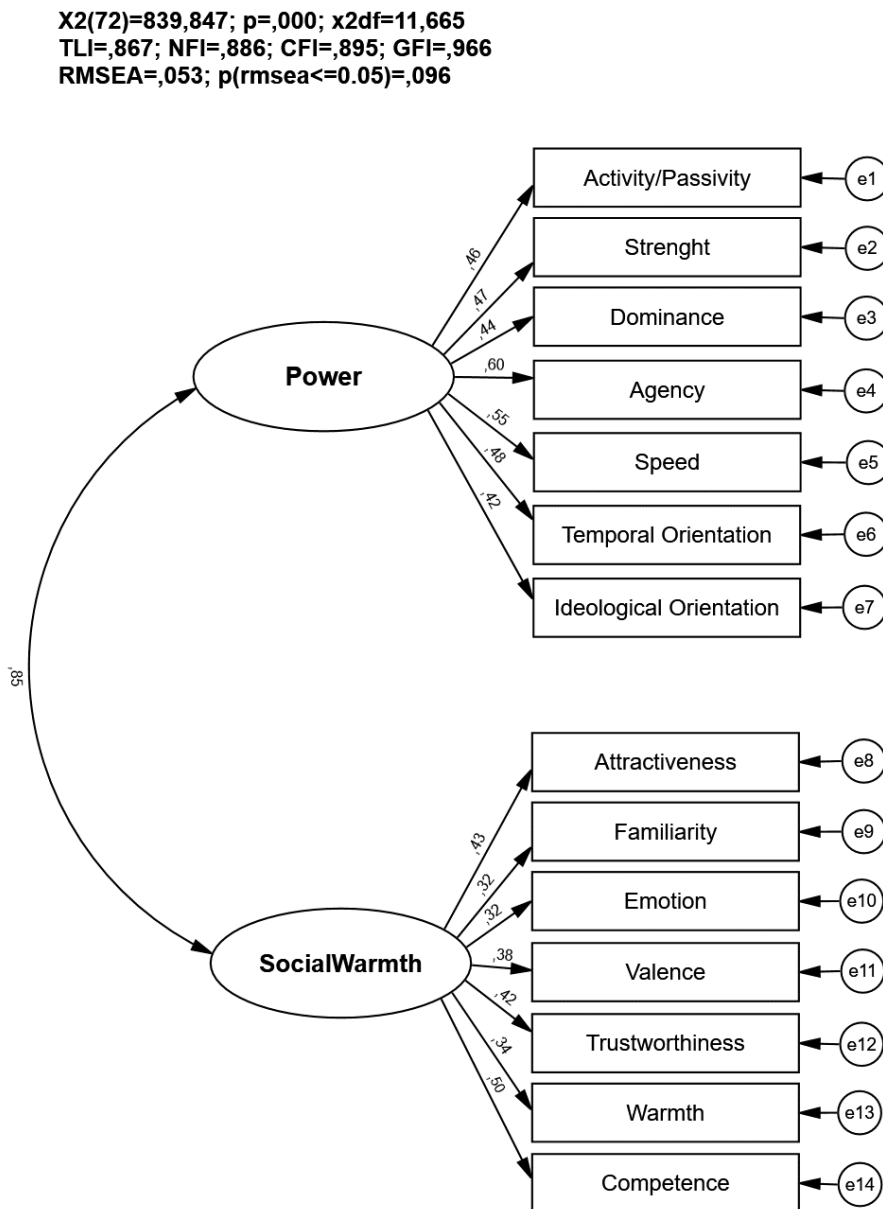 X2(72)=839,847; p=,000; x2df=11,665
TLI=,867; NFI=,886; CFI=,895; GFI=,966
RMSEA=,053; p(rmsea<=0.05)=,096
Activity/Passivity
e1
,46
Strenght
e2
,47
Dominance
e3
,44
Power
,60
Agency
e4
,55
Speed
e5
,48
Temporal Orientation
e6
,42
Ideological Orientation
e7
,85
Attractiveness
e8
,43
Familiarity
e9
,32
Emotion
e10
,32
SocialWarmth
,38
Valence
e11
,42
Trustworthiness
e12
,34
Warmth
e13
,50
Competence
e14